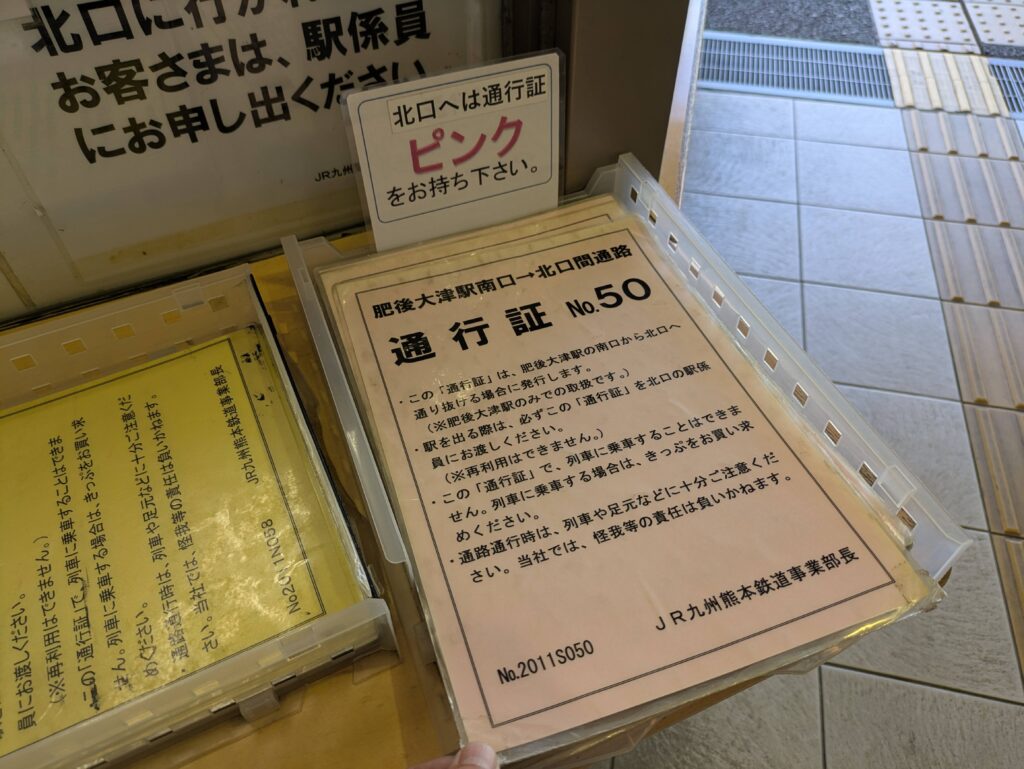 北口に行かれ
お客さまは、駅係員
にお申し出ください
JR九州
北口へは通行証
ピンク
をお持ち下さい。
肥後大津駅南口→北口間通路
通行証 No.50
・この「通行証」は、肥後大津駅の南口から北口へ
通り抜ける場合に発行します。
（※肥後大津駅のみでの取扱です。）
・駅を出る際は、必ずこの「通行証」を北口の駅係
員にお渡しください。
（※再利用はできません。）
・この「通行証」で、列車に乗車することはできま
せん。列車に乗車する場合は、きっぷをお買い求
めください。
・通路通行時は、列車や足元などに十分ご注意くだ
さい。当社では、怪我等の責任は負いかねます。
ＪＲ九州熊本鉄道事業部長
No.2011S050
員にお渡しください。
（※再利用はできません。）
この「通行証」で、列車に乗車することはできま
せん。列車に乗車する場合は、きっぷをお買い求
めください。
・通路通行時は、列車や足元などに十分ご注意くだ
さい。当社では、怪我等の責任は負いかねます。
JR九州熊本鉄道事業部長
No2011N058